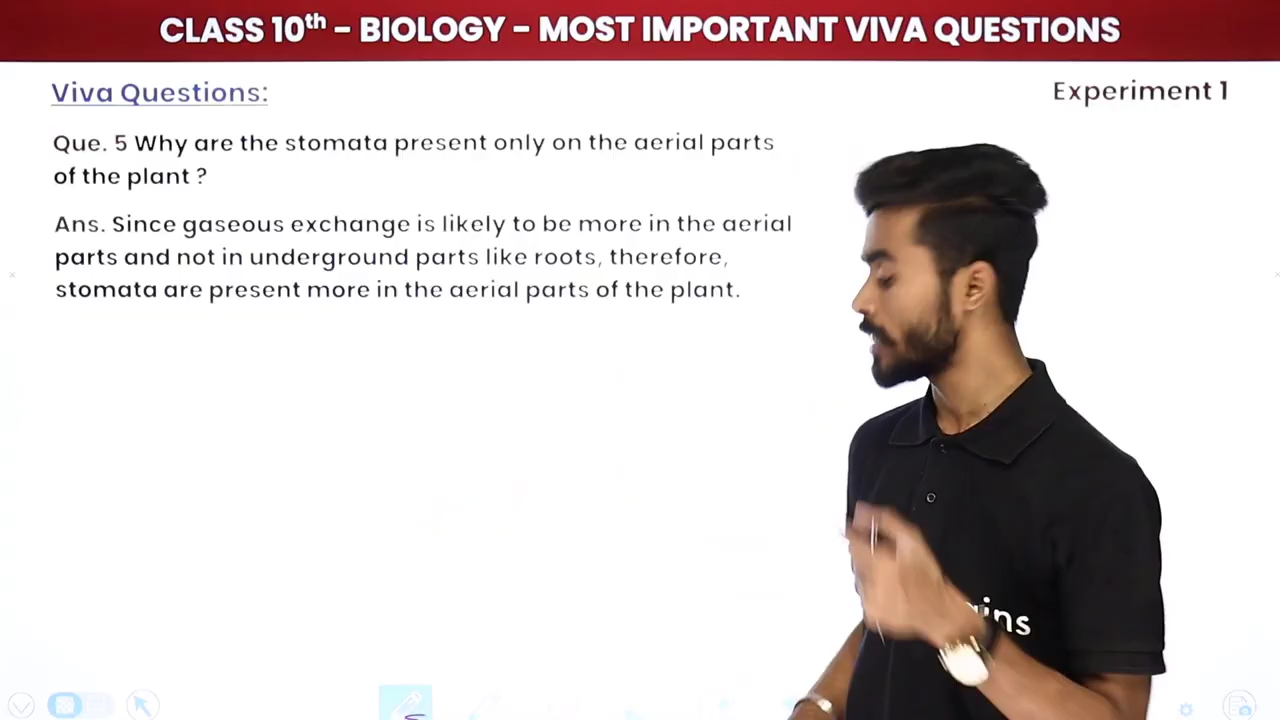 CLASS 10th - BIOLOGY - MOST IMPORTANT VIVA QUESTIONS
Viva Questions:
Experiment 1
Que. 5 Why are the stomata present only on the aerial parts
of the plant ?
Ans. Since gaseous exchange is likely to be more in the aerial
parts and not in underground parts like roots, therefore,
stomata are present more in the aerial parts of the plant.